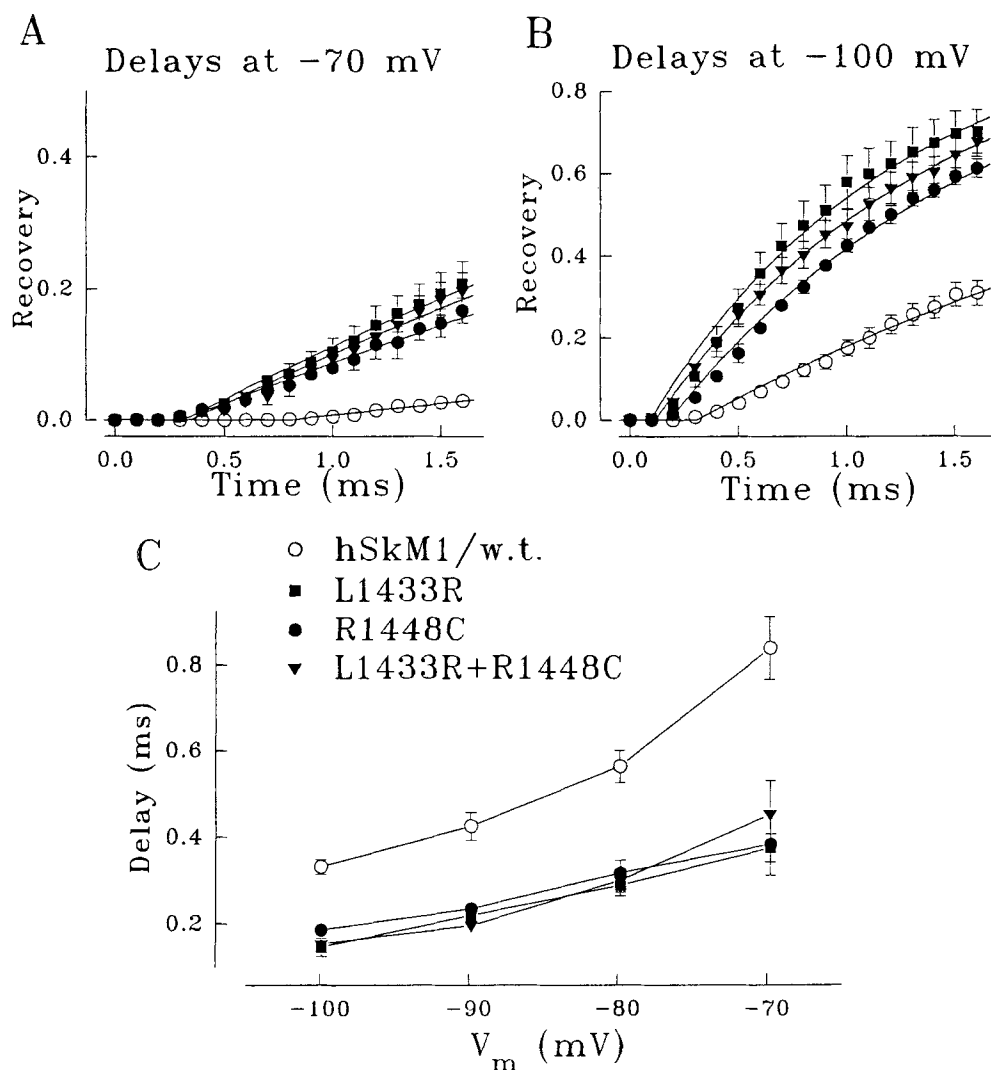 A
Delays at -70 mV
Recovery
0.4
0.2
0.0
0.0 0.5 1.0 1.5
Time (ms)
B
Delays at -100 mV
Recovery
0.8
0.6
0.4
0.2
0.0
0.0 0.5 1.0 1.5
Time (ms)
C
hSkM1/w.t.
L1433R
R1448C
L1433R+R1448C
Delay (ms)
0.8
0.6
0.4
0.2
-100 -90 -80 -70
Vm (mV)